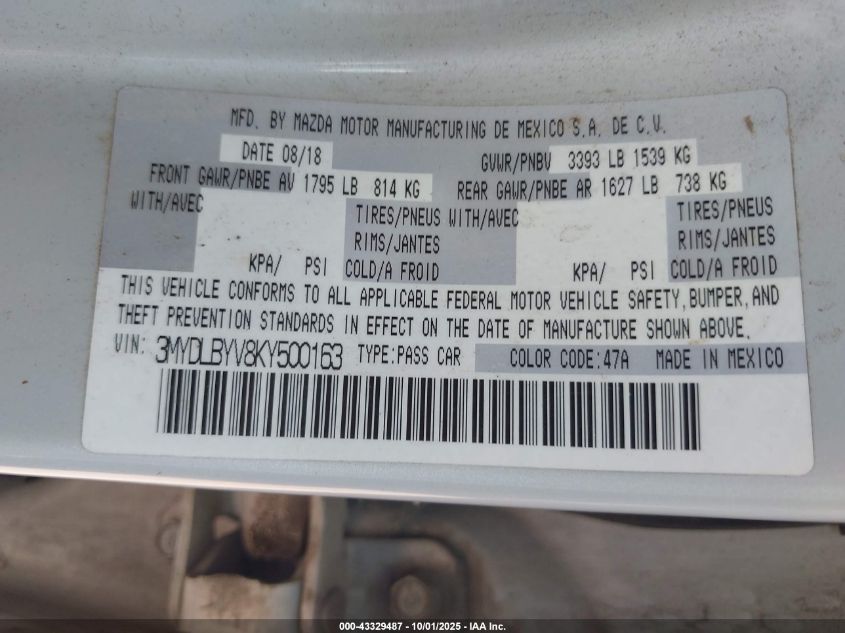 MFD. BY MAZDA MOTOR MANUFACTURING DE MEXICO S.A. DE C.V.
DATE 08/18 GVWR/PNBV 3393 LB 1539 KG
FRONT GAWR/PNBE AV 1795 LB 814 KG REAR GAWR/PNBE AR 1627 LB 738 KG
WITH/AVEC TIRES/PNEUS WITH/AVEC TIRES/PNEUS
RIMS/JANTES RIMS/JANTES
KPA/ PSI COLD/A FROID KPA/ PSI COLD/A FROID
THIS VEHICLE CONFORMS TO ALL APPLICABLE FEDERAL MOTOR VEHICLE SAFETY, BUMPER, AND
THEFT PREVENTION STANDARDS IN EFFECT ON THE DATE OF MANUFACTURE SHOWN ABOVE.
VIN: 3MYDLBYV8KY500163 TYPE: PASS CAR COLOR CODE: 47A MADE IN MEXICO
000-43329487 - 10/01/2025 - IAA Inc.